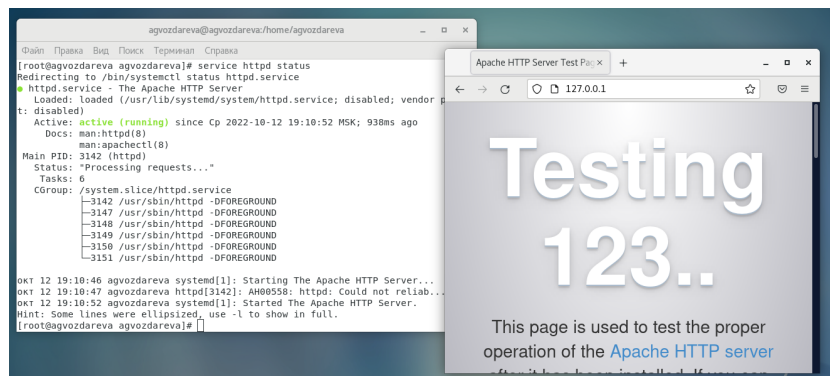 agvozdareva@agvozdareva:/home/agvozdareva
Файл Правка Вид Поиск Терминал Справка
[root@agvozdareva agvozdareva]# service httpd status
Redirecting to /bin/systemctl status httpd.service
● httpd.service - The Apache HTTP Server
Loaded: loaded (/usr/lib/systemd/system/httpd.service; disabled; vendor p
t: disabled)
Active: active (running) since Ср 2022-10-12 19:10:52 MSK; 938ms ago
Docs: man:httpd(8)
man:apachectl(8)
Main PID: 3142 (httpd)
Status: "Processing requests..."
Tasks: 6
CGroup: /system.slice/httpd.service
├─3142 /usr/sbin/httpd -DFOREGROUND
├─3147 /usr/sbin/httpd -DFOREGROUND
├─3148 /usr/sbin/httpd -DFOREGROUND
├─3149 /usr/sbin/httpd -DFOREGROUND
├─3150 /usr/sbin/httpd -DFOREGROUND
└─3151 /usr/sbin/httpd -DFOREGROUND
окт 12 19:10:46 agvozdareva systemd[1]: Starting The Apache HTTP Server...
окт 12 19:10:47 agvozdareva httpd[3142]: AH00558: httpd: Could not reliab...
окт 12 19:10:52 agvozdareva systemd[1]: Started The Apache HTTP Server.
Hint: Some lines were ellipsized, use -l to show in full.
[root@agvozdareva agvozdareva]#
Apache HTTP Server Test Pag
127.0.0.1
Testing
123..
This page is used to test the proper
operation of the Apache HTTP server
after it has been installed. If you can